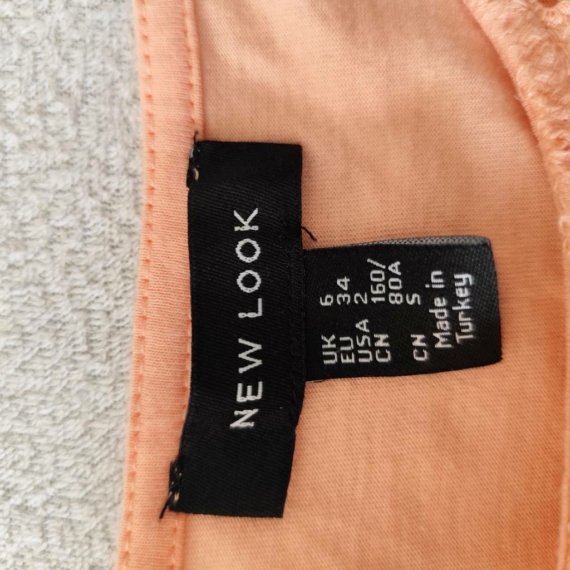 NEW LOOK
UK 6
EU 34
USA 2
CN 160/
80A
CN S
Made in
Turkey